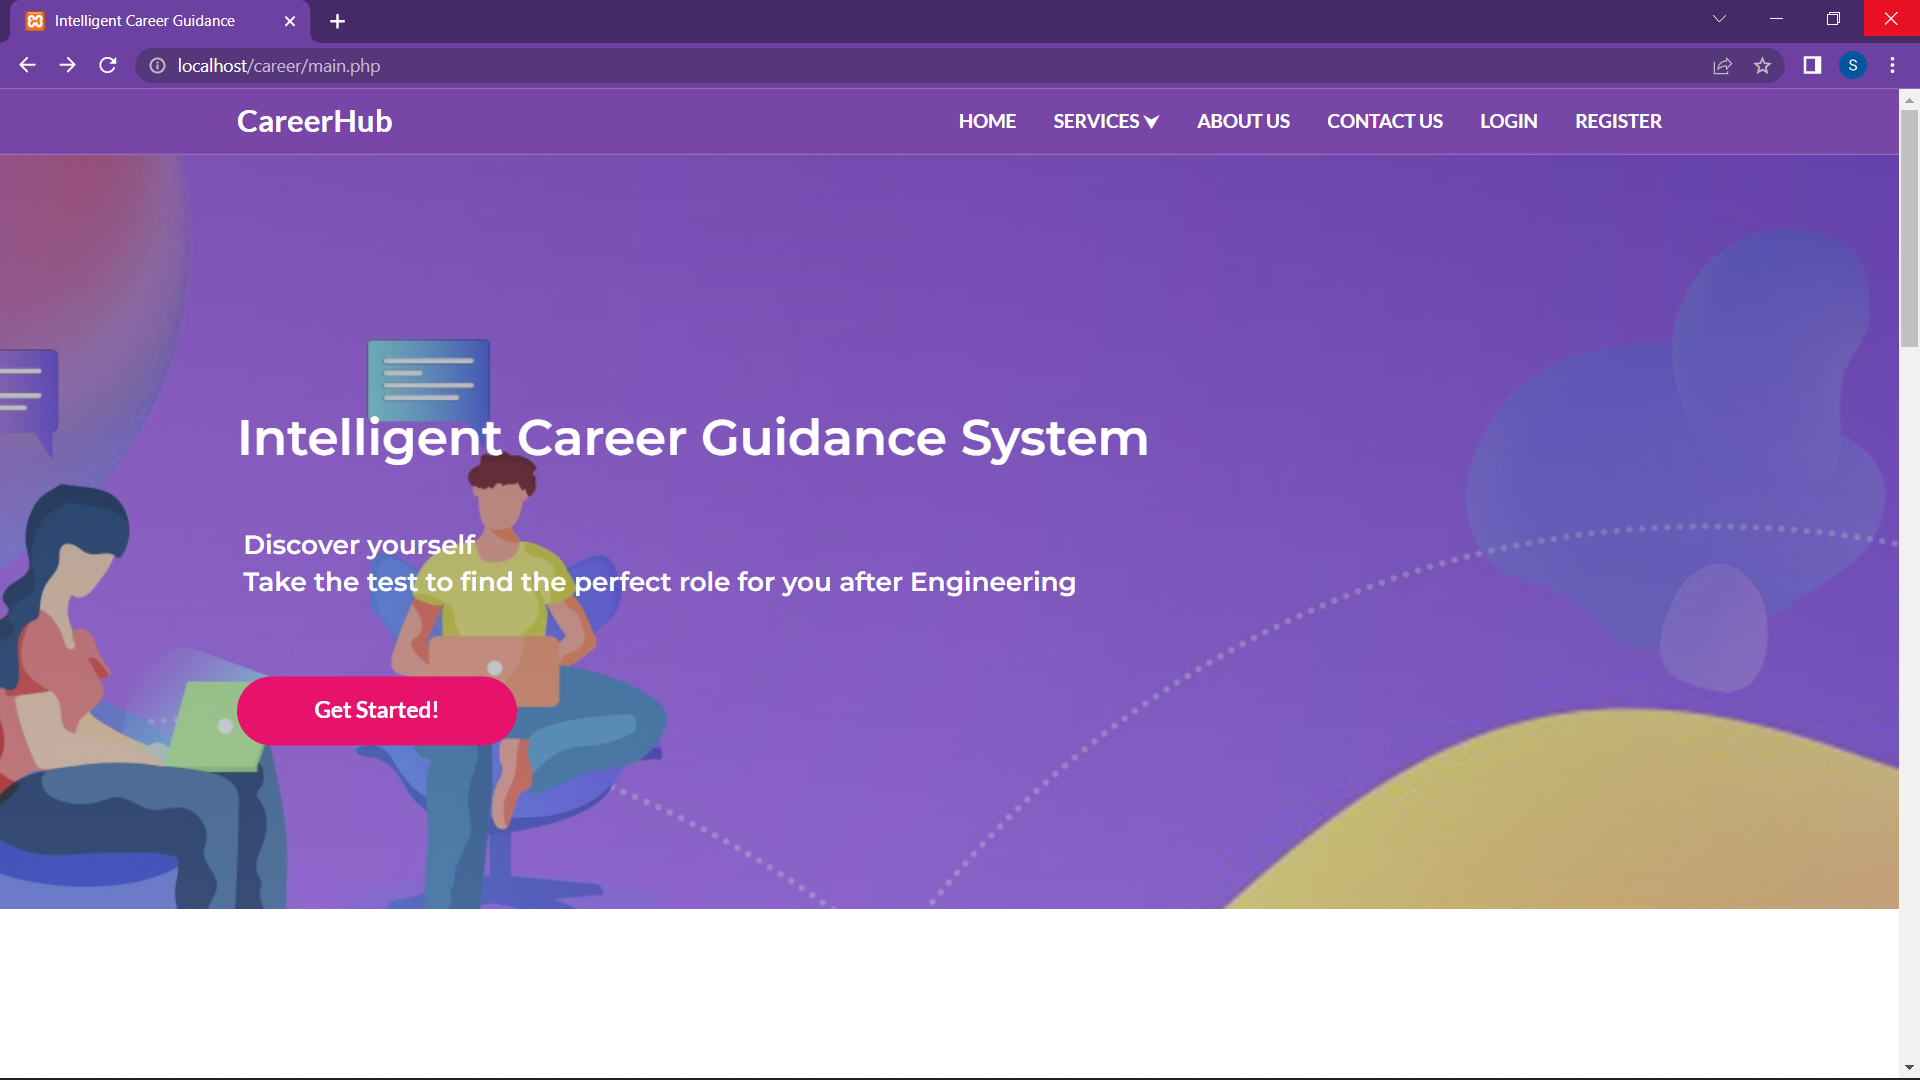 Intelligent Career Guidance
localhost/career/main.php
S
CareerHub
HOME SERVICES ABOUT US CONTACT US LOGIN REGISTER
Intelligent Career Guidance System
Discover yourself
Take the test to find the perfect role for you after Engineering
Get Started!